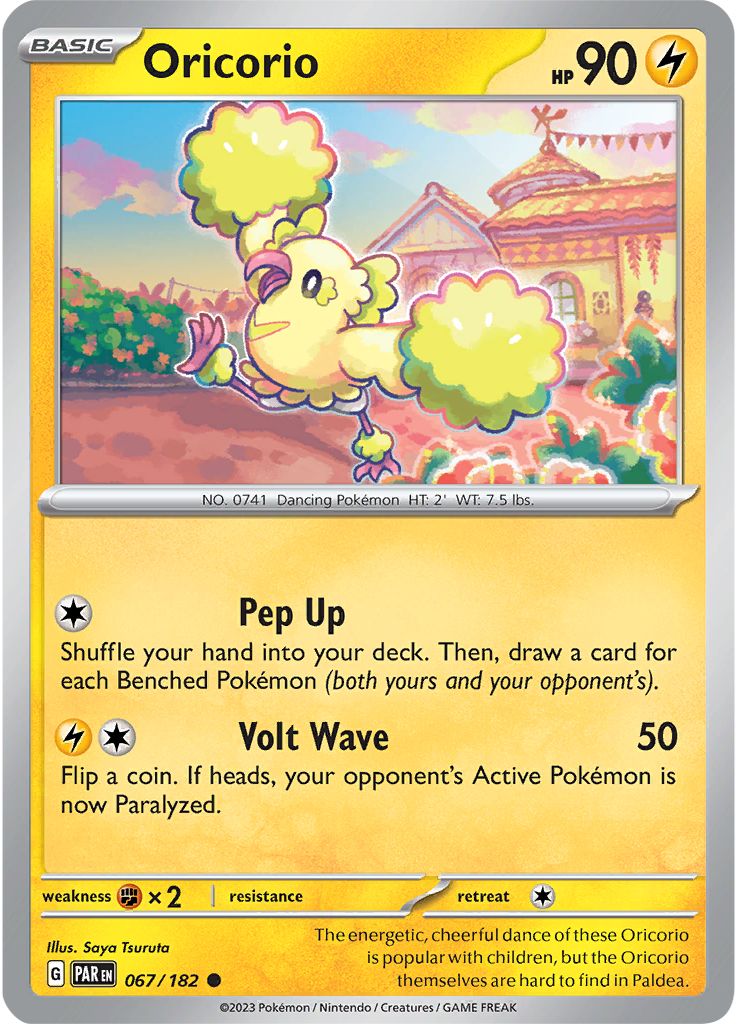 BASIC
Oricorio
HP 90
NO. 0741 Dancing Pokémon HT: 2' WT: 7.5 lbs.
Pep Up
Shuffle your hand into your deck. Then, draw a card for
each Benched Pokémon (both yours and your opponent's).
Volt Wave 50
Flip a coin. If heads, your opponent's Active Pokémon is
now Paralyzed.
weakness ×2 resistance retreat
Illus. Saya Tsuruta
G PAR EN 067/182
The energetic, cheerful dance of these Oricorio
is popular with children, but the Oricorio
themselves are hard to find in Paldea.
©2023 Pokémon / Nintendo / Creatures / GAME FREAK